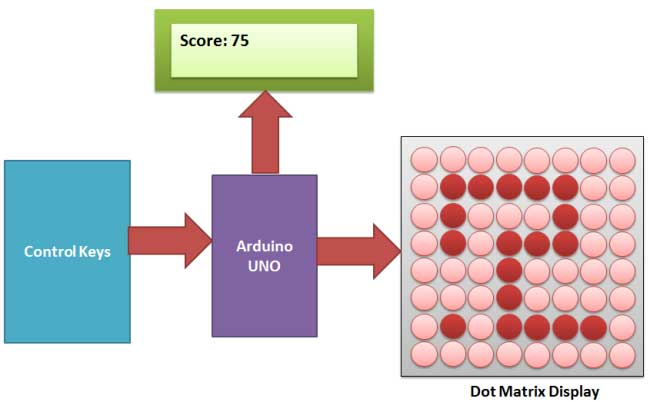 Score: 75
Control Keys
Arduino
UNO
Dot Matrix Display